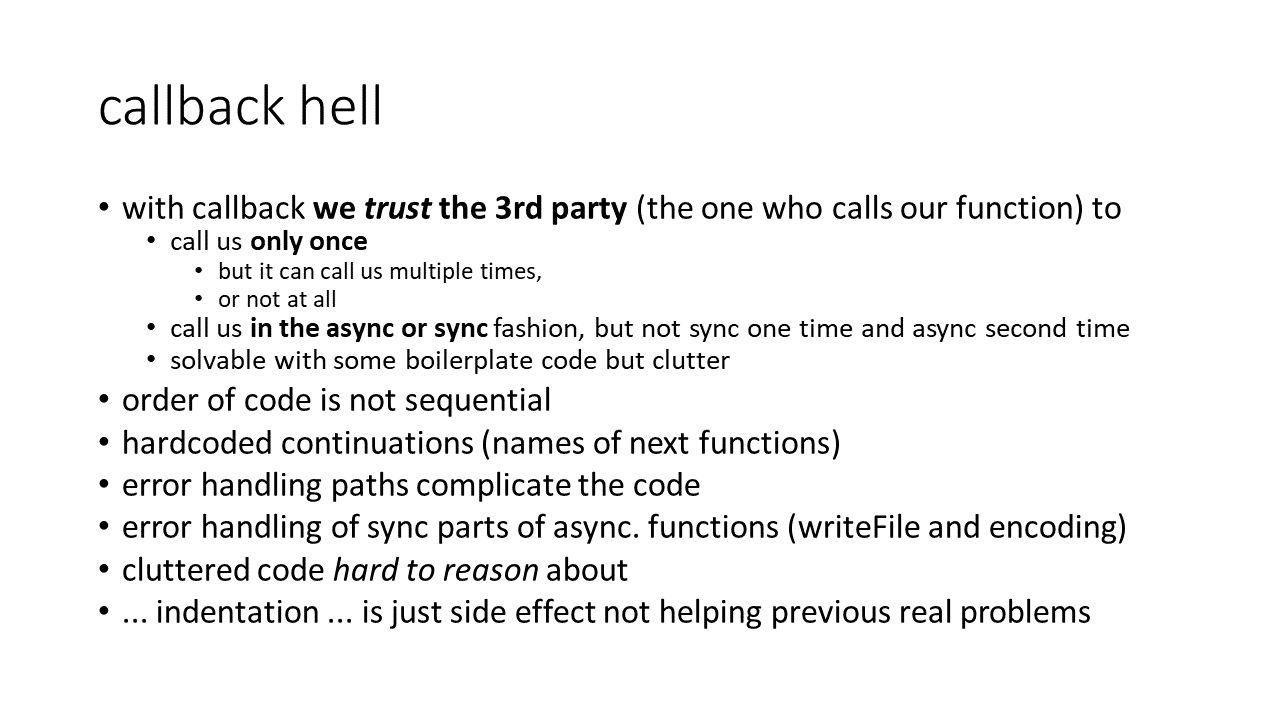 callback hell
• with callback we trust the 3rd party (the one who calls our function) to
• call us only once
• but it can call us multiple times,
• or not at all
• call us in the async or sync fashion, but not sync one time and async second time
• solvable with some boilerplate code but clutter
• order of code is not sequential
• hardcoded continuations (names of next functions)
• error handling paths complicate the code
• error handling of sync parts of async. functions (writeFile and encoding)
• cluttered code hard to reason about
• ... indentation ... is just side effect not helping previous real problems